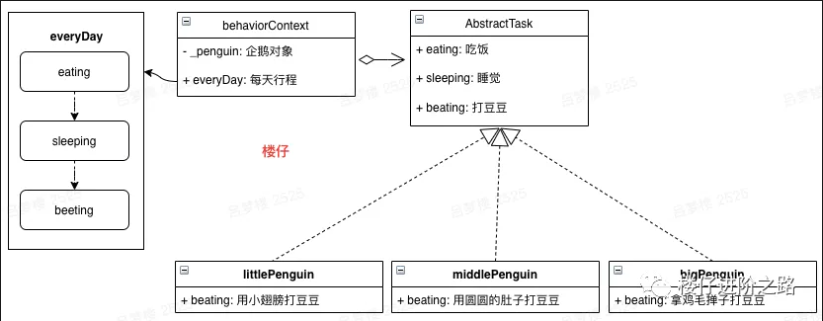 everyDay
eating
sleeping
beeting
behaviorContext
- _penguin: 企鹅对象
+ everyDay: 每天行程
AbstractTask
+ eating: 吃饭
+ sleeping: 睡觉
+ beating: 打豆豆
楼仔
littlePenguin
+ beating: 用小翅膀打豆豆
middlePenguin
+ beating: 用圆圆的肚子打豆豆
bigPenguin
+ beating: 拿鸡毛掸子打豆豆
楼仔进阶之路